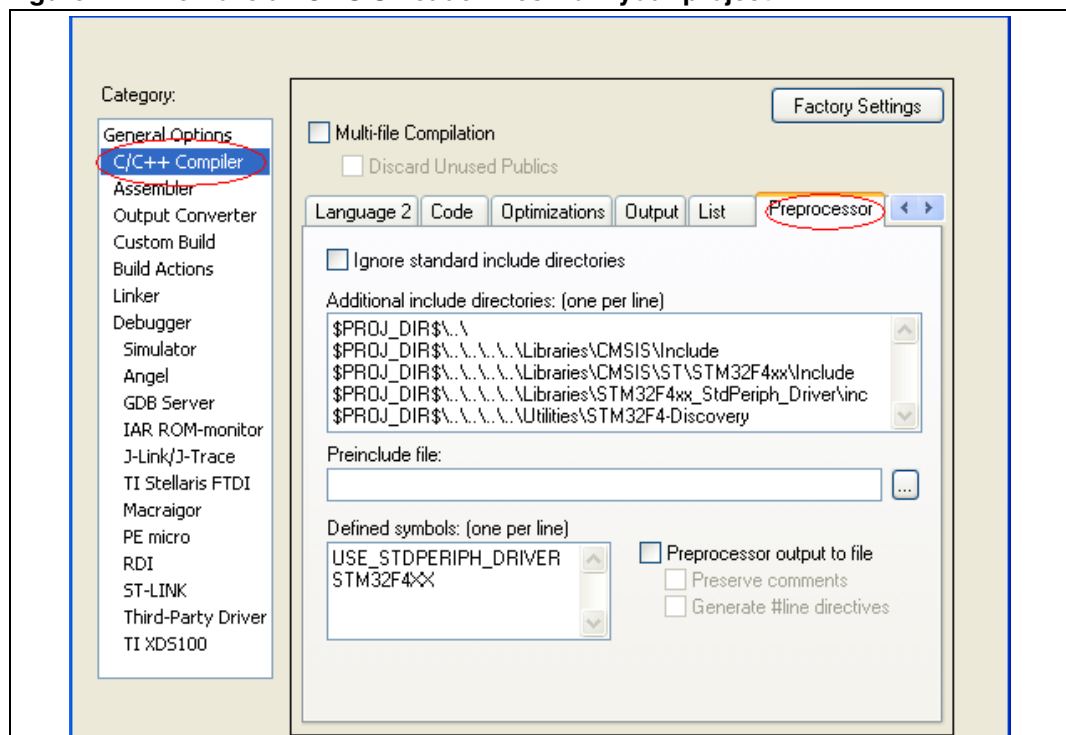 Category:
General Options
C/C++ Compiler
Assembler
Output Converter
Custom Build
Build Actions
Linker
Debugger
Simulator
Angel
GDB Server
IAR ROM-monitor
J-Link/J-Trace
TI Stellaris FTDI
Macraigor
PE micro
RDI
ST-LINK
Third-Party Driver
TI XDS100
Factory Settings
Multi-file Compilation
Discard Unused Publics
Language 2 Code Optimizations Output List Preprocessor
Ignore standard include directories
Additional include directories: (one per line)
$PROJ_DIR$\..\
$PROJ_DIR$\..\..\..\..\Libraries\CMSIS\Include
$PROJ_DIR$\..\..\..\..\Libraries\CMSIS\ST\STM32F4xx\Include
$PROJ_DIR$\..\..\..\..\Libraries\STM32F4xx_StdPeriph_Driver\inc
$PROJ_DIR$\..\..\..\..\Utilities\STM32F4-Discovery
Preinclude file:
...
Defined symbols: (one per line)
USE_STDPERIPH_DRIVER
STM32F4XX
Preprocessor output to file
Preserve comments
Generate #line directives